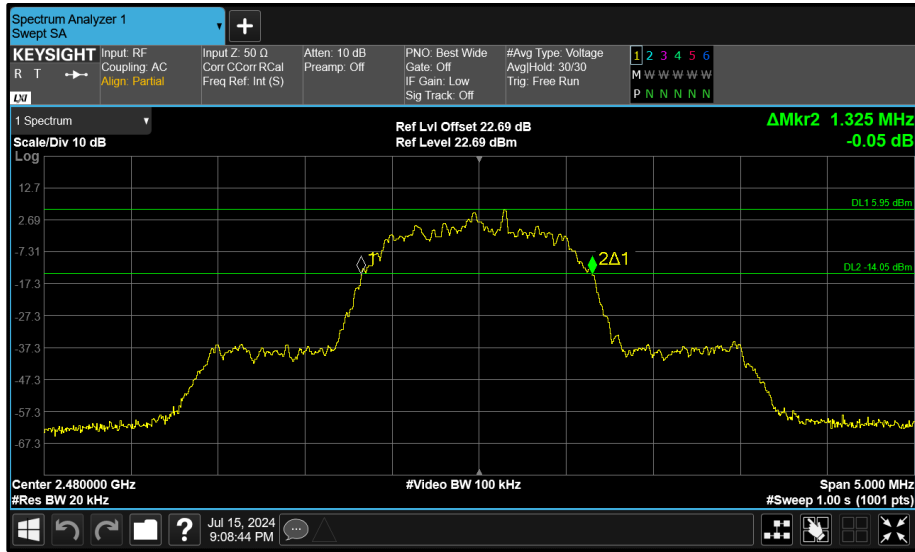 Spectrum Analyzer 1
Swept SA
+
KEYSIGHT
R T
LXI
Input: RF
Coupling: AC
Align: Partial
Input Z: 50 Ω
Corr CCorr RCal
Freq Ref: Int (S)
Atten: 10 dB
Preamp: Off
PNO: Best Wide
Gate: Off
IF Gain: Low
Sig Track: Off
#Avg Type: Voltage
Avg|Hold: 30/30
Trig: Free Run
1 2 3 4 5 6
M W W W W W
P N N N N N
1 Spectrum
Scale/Div 10 dB
Ref Lvl Offset 22.69 dB
Ref Level 22.69 dBm
ΔMkr2 1.325 MHz
-0.05 dB
Log
12.7
DL1 5.95 dBm
2.69
-7.31
1
2Δ1
DL2 -14.05 dBm
-17.3
-27.3
-37.3
-47.3
-57.3
-67.3
Center 2.480000 GHz
#Video BW 100 kHz
Span 5.000 MHz
#Res BW 20 kHz
#Sweep 1.00 s (1001 pts)
?
Jul 15, 2024
9:08:44 PM